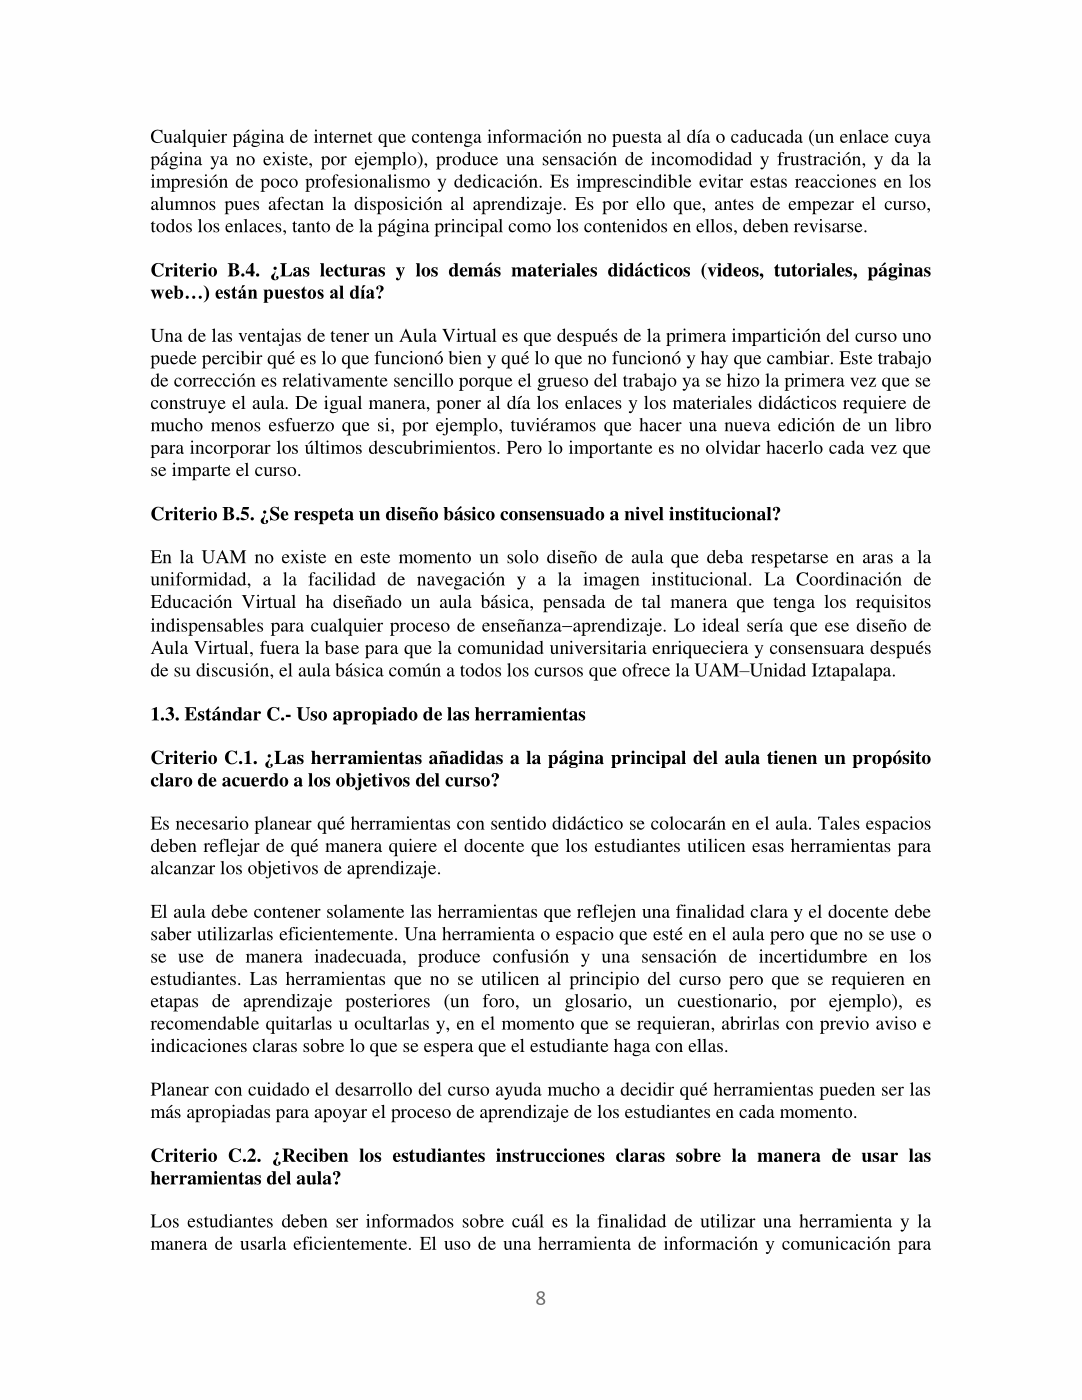 Cualquier página de internet que contenga información no puesta al día o caducada (un enlace cuya
página ya no existe, por ejemplo), produce una sensación de incomodidad y frustración, y da la
impresión de poco profesionalismo y dedicación. Es imprescindible evitar estas reacciones en los
alumnos pues afectan la disposición al aprendizaje. Es por ello que, antes de empezar el curso,
todos los enlaces, tanto de la página principal como los contenidos en ellos, deben revisarse.
Criterio B.4. ¿Las lecturas y los demás materiales didácticos (videos, tutoriales, páginas
web…) están puestos al día?
Una de las ventajas de tener un Aula Virtual es que después de la primera impartición del curso uno
puede percibir qué es lo que funcionó bien y qué lo que no funcionó y hay que cambiar. Este trabajo
de corrección es relativamente sencillo porque el grueso del trabajo ya se hizo la primera vez que se
construye el aula. De igual manera, poner al día los enlaces y los materiales didácticos requiere de
mucho menos esfuerzo que si, por ejemplo, tuviéramos que hacer una nueva edición de un libro
para incorporar los últimos descubrimientos. Pero lo importante es no olvidar hacerlo cada vez que
se imparte el curso.
Criterio B.5. ¿Se respeta un diseño básico consensuado a nivel institucional?
En la UAM no existe en este momento un solo diseño de aula que deba respetarse en aras a la
uniformidad, a la facilidad de navegación y a la imagen institucional. La Coordinación de
Educación Virtual ha diseñado un aula básica, pensada de tal manera que tenga los requisitos
indispensables para cualquier proceso de enseñanza–aprendizaje. Lo ideal sería que ese diseño de
Aula Virtual, fuera la base para que la comunidad universitaria enriqueciera y consensuara después
de su discusión, el aula básica común a todos los cursos que ofrece la UAM–Unidad Iztapalapa.
1.3. Estándar C.- Uso apropiado de las herramientas
Criterio C.1. ¿Las herramientas añadidas a la página principal del aula tienen un propósito
claro de acuerdo a los objetivos del curso?
Es necesario planear qué herramientas con sentido didáctico se colocarán en el aula. Tales espacios
deben reflejar de qué manera quiere el docente que los estudiantes utilicen esas herramientas para
alcanzar los objetivos de aprendizaje.
El aula debe contener solamente las herramientas que reflejen una finalidad clara y el docente debe
saber utilizarlas eficientemente. Una herramienta o espacio que esté en el aula pero que no se use o
se use de manera inadecuada, produce confusión y una sensación de incertidumbre en los
estudiantes. Las herramientas que no se utilicen al principio del curso pero que se requieren en
etapas de aprendizaje posteriores (un foro, un glosario, un cuestionario, por ejemplo), es
recomendable quitarlas u ocultarlas y, en el momento que se requieran, abrirlas con previo aviso e
indicaciones claras sobre lo que se espera que el estudiante haga con ellas.
Planear con cuidado el desarrollo del curso ayuda mucho a decidir qué herramientas pueden ser las
más apropiadas para apoyar el proceso de aprendizaje de los estudiantes en cada momento.
Criterio C.2. ¿Reciben los estudiantes instrucciones claras sobre la manera de usar las
herramientas del aula?
Los estudiantes deben ser informados sobre cuál es la finalidad de utilizar una herramienta y la
manera de usarla eficientemente. El uso de una herramienta de información y comunicación para
8